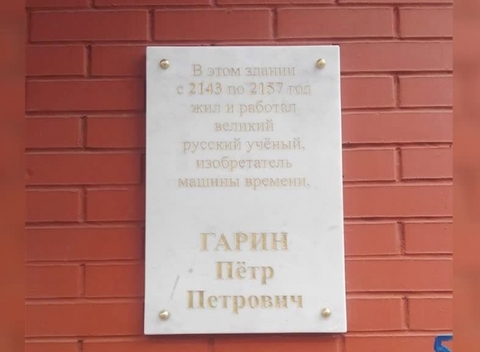 В этом здании
с 2143 по 2157 год
жил и работал
великий
русский учёный,
изобретатель
машины времени,
ГАРИН
Пётр
Петрович